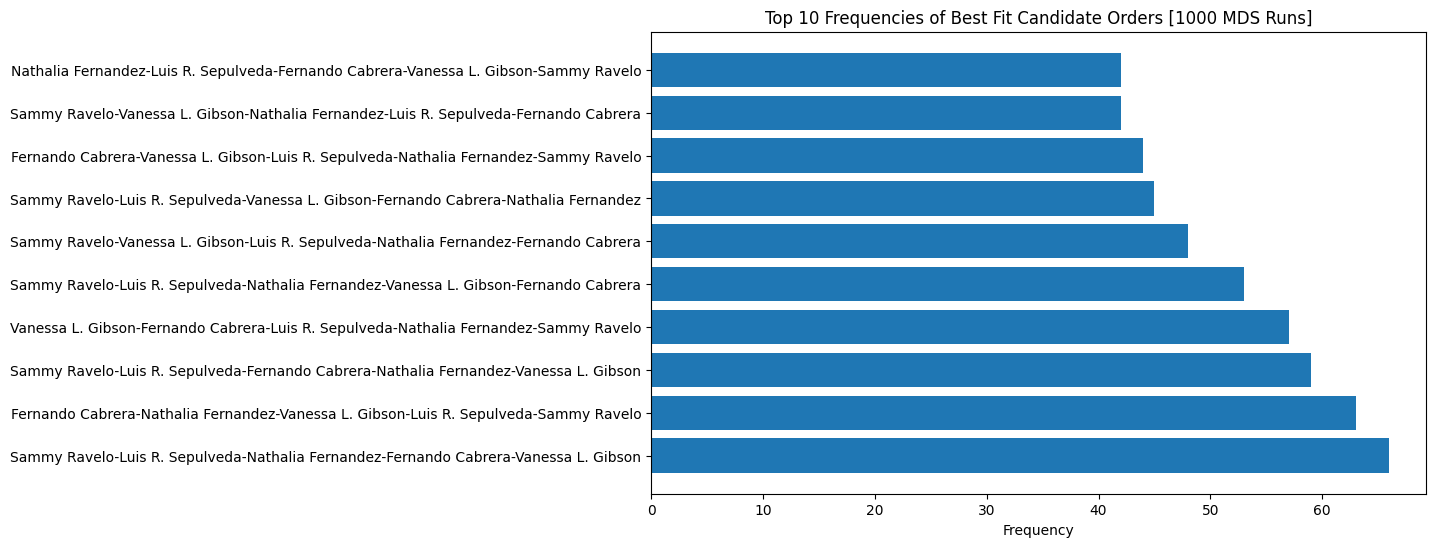 Top 10 Frequencies of Best Fit Candidate Orders [1000 MDS Runs]
Nathalia Fernandez-Luis R. Sepulveda-Fernando Cabrera-Vanessa L. Gibson-Sammy Ravelo
Sammy Ravelo-Vanessa L. Gibson-Nathalia Fernandez-Luis R. Sepulveda-Fernando Cabrera
Fernando Cabrera-Vanessa L. Gibson-Luis R. Sepulveda-Nathalia Fernandez-Sammy Ravelo
Sammy Ravelo-Luis R. Sepulveda-Vanessa L. Gibson-Fernando Cabrera-Nathalia Fernandez
Sammy Ravelo-Vanessa L. Gibson-Luis R. Sepulveda-Nathalia Fernandez-Fernando Cabrera
Sammy Ravelo-Luis R. Sepulveda-Nathalia Fernandez-Vanessa L. Gibson-Fernando Cabrera
Vanessa L. Gibson-Fernando Cabrera-Luis R. Sepulveda-Nathalia Fernandez-Sammy Ravelo
Sammy Ravelo-Luis R. Sepulveda-Fernando Cabrera-Nathalia Fernandez-Vanessa L. Gibson
Fernando Cabrera-Nathalia Fernandez-Vanessa L. Gibson-Luis R. Sepulveda-Sammy Ravelo
Sammy Ravelo-Luis R. Sepulveda-Nathalia Fernandez-Fernando Cabrera-Vanessa L. Gibson
0 10 20 30 40 50 60
Frequency